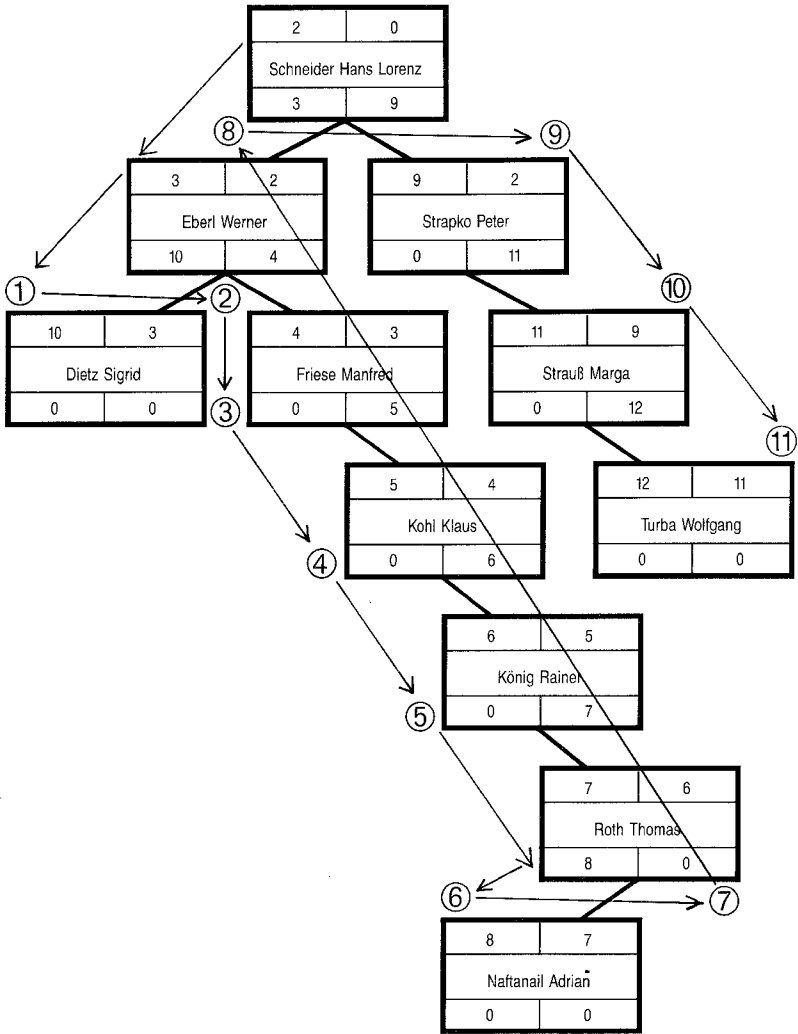 2 0
Schneider Hans Lorenz
3 9
8 9
3 2
Eberl Werner
10 4
9 2
Strapko Peter
0 11
1 2 10
10 3
Dietz Sigrid
0 0
4 3
Friese Manfred
0 5
11 9
Strauß Marga
0 12
3 11
5 4
Kohl Klaus
0 6
12 11
Turba Wolfgang
0 0
4
6 5
König Rainer
0 7
5
7 6
Roth Thomas
8 0
6 7
8 7
Naftanail Adrian
0 0